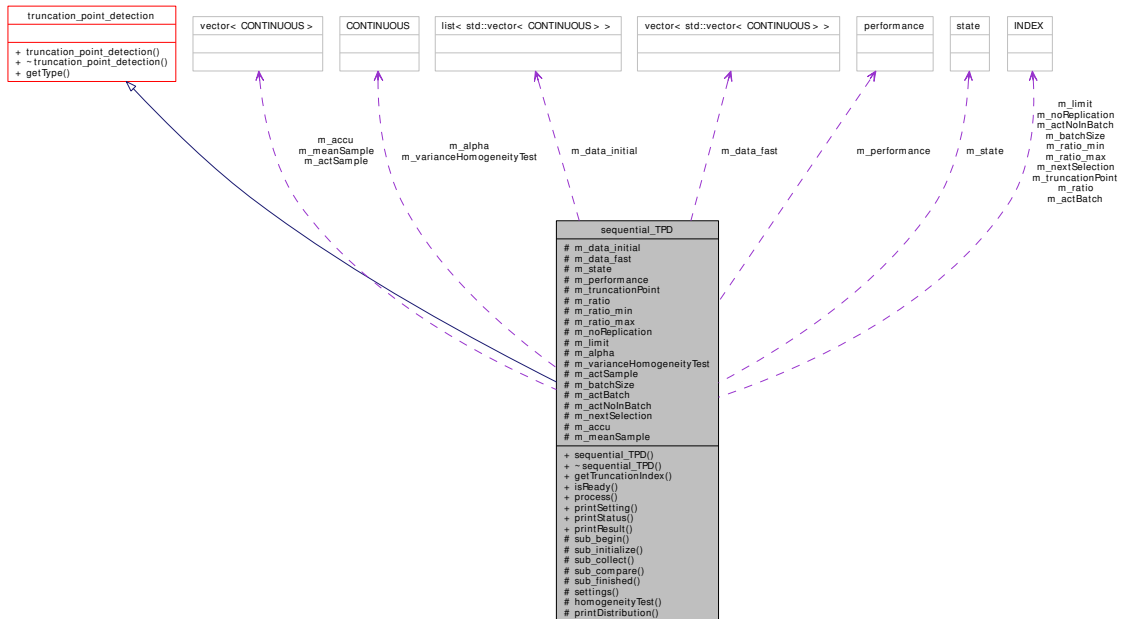 truncation_point_detection
+ truncation_point_detection()
+ ~truncation_point_detection()
+ getType()
vector< CONTINUOUS >
CONTINUOUS
list< std::vector< CONTINUOUS > >
vector< std::vector< CONTINUOUS > >
performance
state
INDEX
m_accu
m_meanSample
m_actSample
m_alpha
m_varianceHomogeneityTest
m_data_initial
m_data_fast
m_performance
m_state
m_limit
m_noReplication
m_actNoInBatch
m_batchSize
m_ratio_min
m_ratio_max
m_nextSelection
m_truncationPoint
m_ratio
m_actBatch
sequential_TPD
# m_data_initial
# m_data_fast
# m_state
# m_performance
# m_truncationPoint
# m_ratio
# m_ratio_min
# m_ratio_max
# m_noReplication
# m_limit
# m_alpha
# m_varianceHomogeneityTest
# m_actSample
# m_batchSize
# m_actBatch
# m_actNoInBatch
# m_nextSelection
# m_accu
# m_meanSample
+ sequential_TPD()
+ ~sequential_TPD()
+ getTruncationIndex()
+ isReady()
+ process()
+ printSetting()
+ printStatus()
+ printResult()
# sub_begin()
# sub_initialize()
# sub_collect()
# sub_compare()
# sub_finished()
# settings()
# homogeneityTest()
# printDistribution()